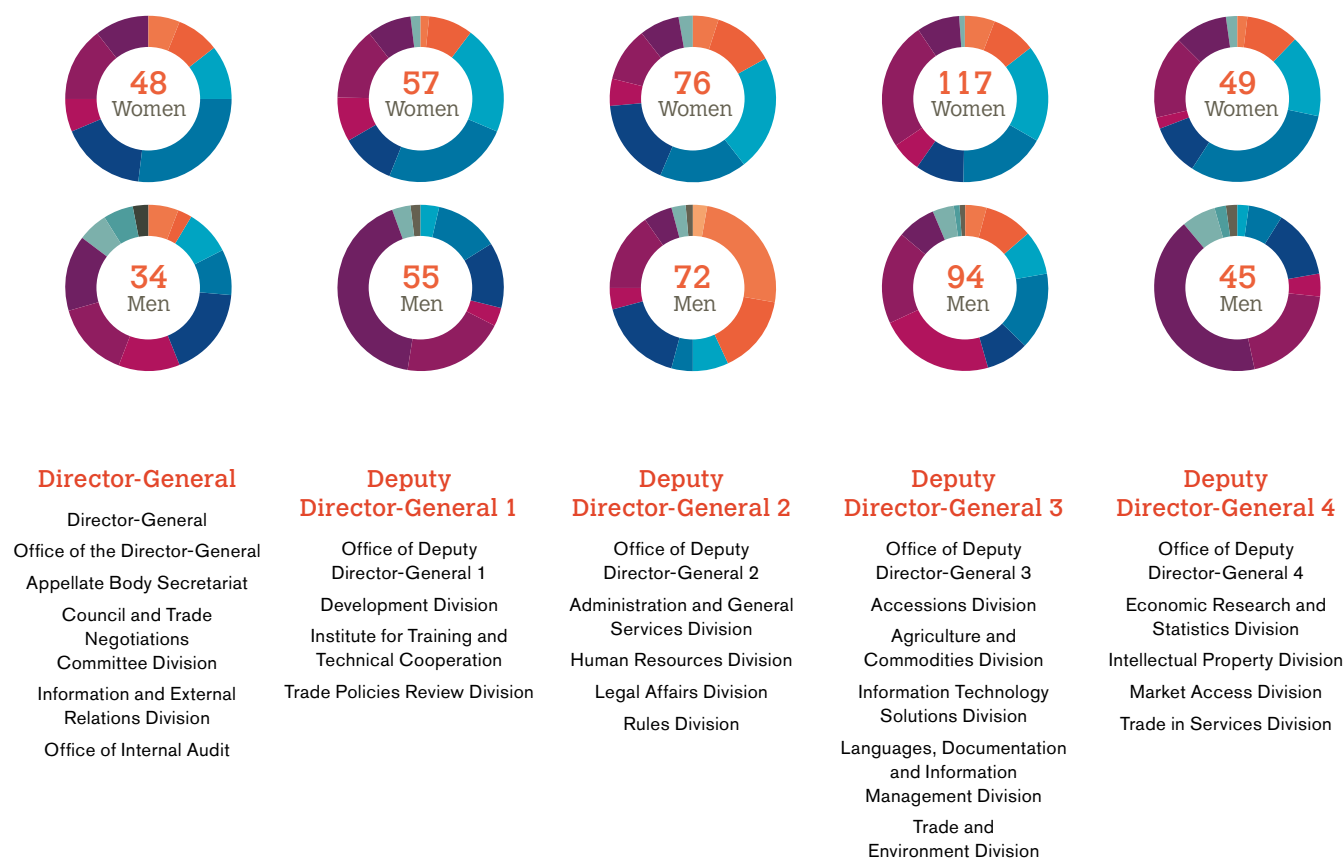 48
Women
57
Women
76
Women
117
Women
49
Women
34
Men
55
Men
72
Men
94
Men
45
Men
Director-General
Director-General
Office of the Director-General
Appellate Body Secretariat
Council and Trade
Negotiations
Committee Division
Information and External
Relations Division
Office of Internal Audit
Deputy
Director-General 1
Office of Deputy
Director-General 1
Development Division
Institute for Training and
Technical Cooperation
Trade Policies Review Division
Deputy
Director-General 2
Office of Deputy
Director-General 2
Administration and General
Services Division
Human Resources Division
Legal Affairs Division
Rules Division
Deputy
Director-General 3
Office of Deputy
Director-General 3
Accessions Division
Agriculture and
Commodities Division
Information Technology
Solutions Division
Languages, Documentation
and Information
Management Division
Trade and
Environment Division
Deputy
Director-General 4
Office of Deputy
Director-General 4
Economic Research and
Statistics Division
Intellectual Property Division
Market Access Division
Trade in Services Division